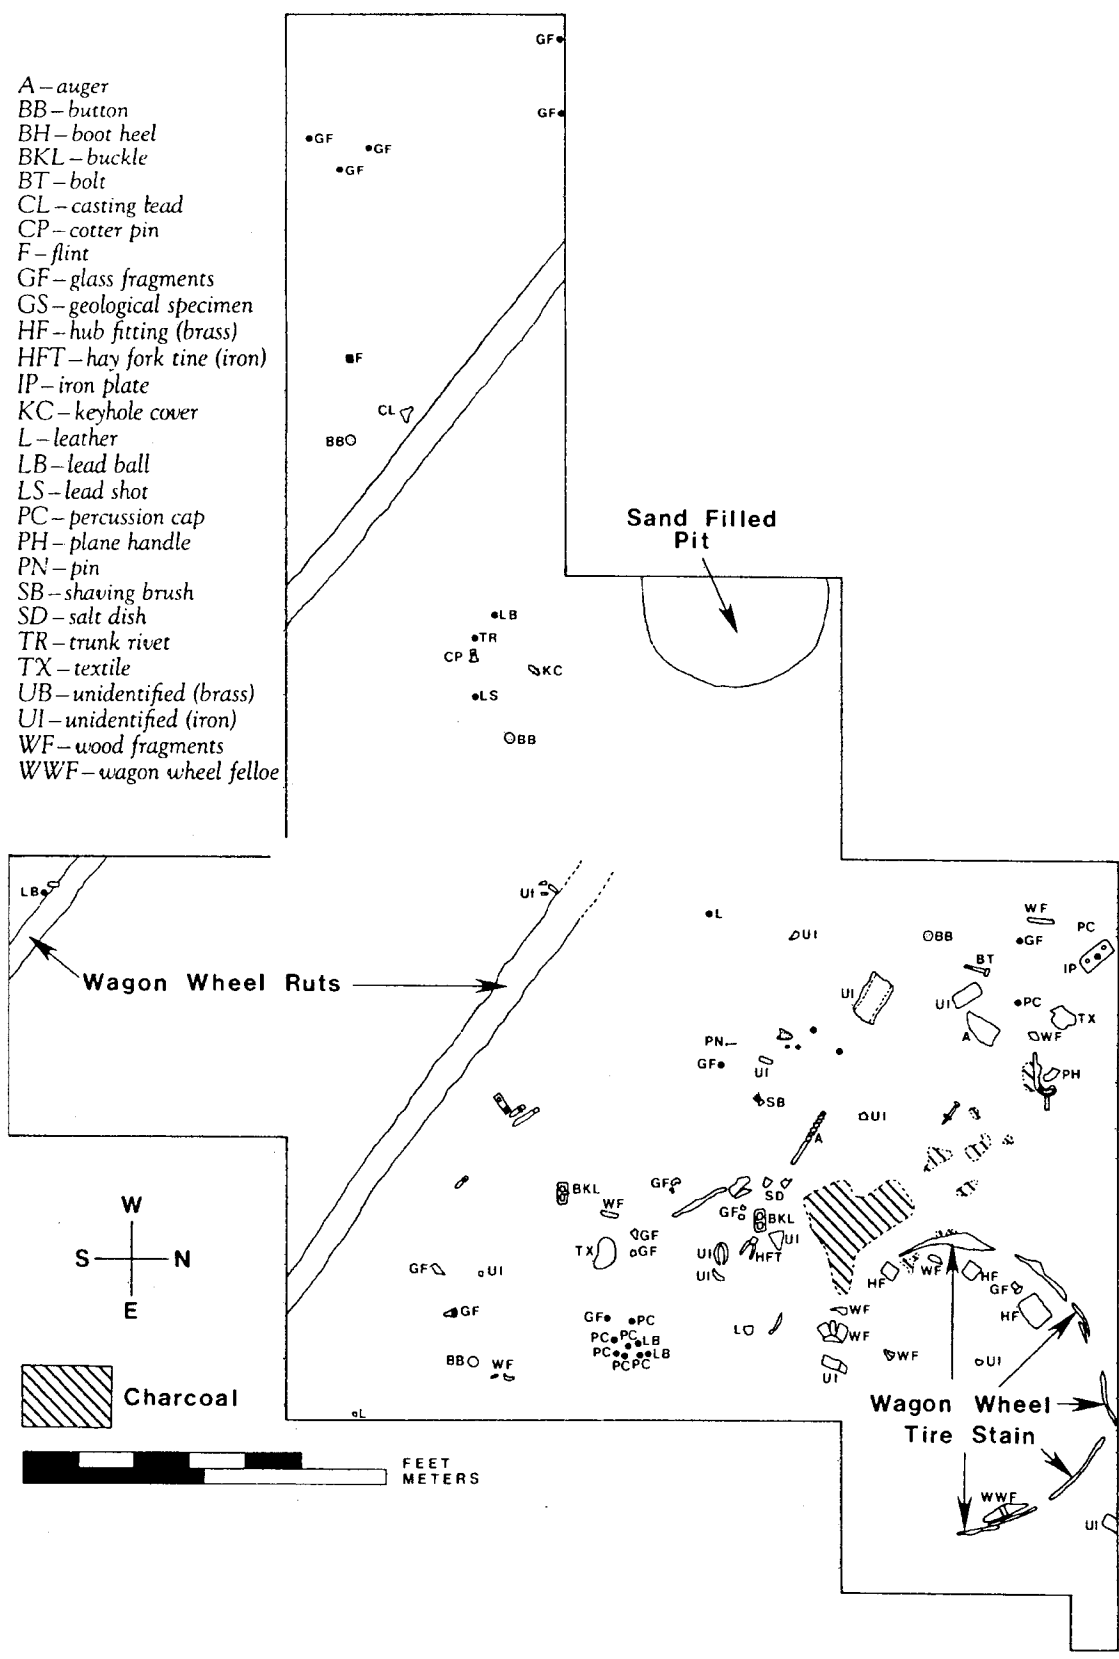 A – auger
BB – button
BH – boot heel
BKL – buckle
BT – bolt
CL – casting lead
CP – cotter pin
F – flint
GF – glass fragments
GS – geological specimen
HF – hub fitting (brass)
HFT – hay fork tine (iron)
IP – iron plate
KC – keyhole cover
L – leather
LB – lead ball
LS – lead shot
PC – percussion cap
PH – plane handle
PN – pin
SB – shaving brush
SD – salt dish
TR – trunk rivet
TX – textile
UB – unidentified (brass)
UI – unidentified (iron)
WF – wood fragments
WWF – wagon wheel felloe
GF
GF
GF
GF
GF
F
CL
BB
Sand Filled
Pit
LB
TR
CP
KC
LS
BB
LB
UI
L
UI
BB
WF
GF
PC
IP
BT
Wagon Wheel Ruts
UI
UI
PC
TX
A
WF
PN
GF
UI
PH
SB
A
UI
BKL
WF
GF
SD
GF
BKL
GF
UI
TX
GF
UI
HFT
UI
GF
UI
HF
WF
HF
GF
HF
GF
GF
PC
WF
L
WF
PC
PC
LB
PC
LB
PC
PC
BB
WF
UI
WF
UI
L
Wagon Wheel
Tire Stain
WWF
UI
W
S
N
E
Charcoal
FEET
METERS